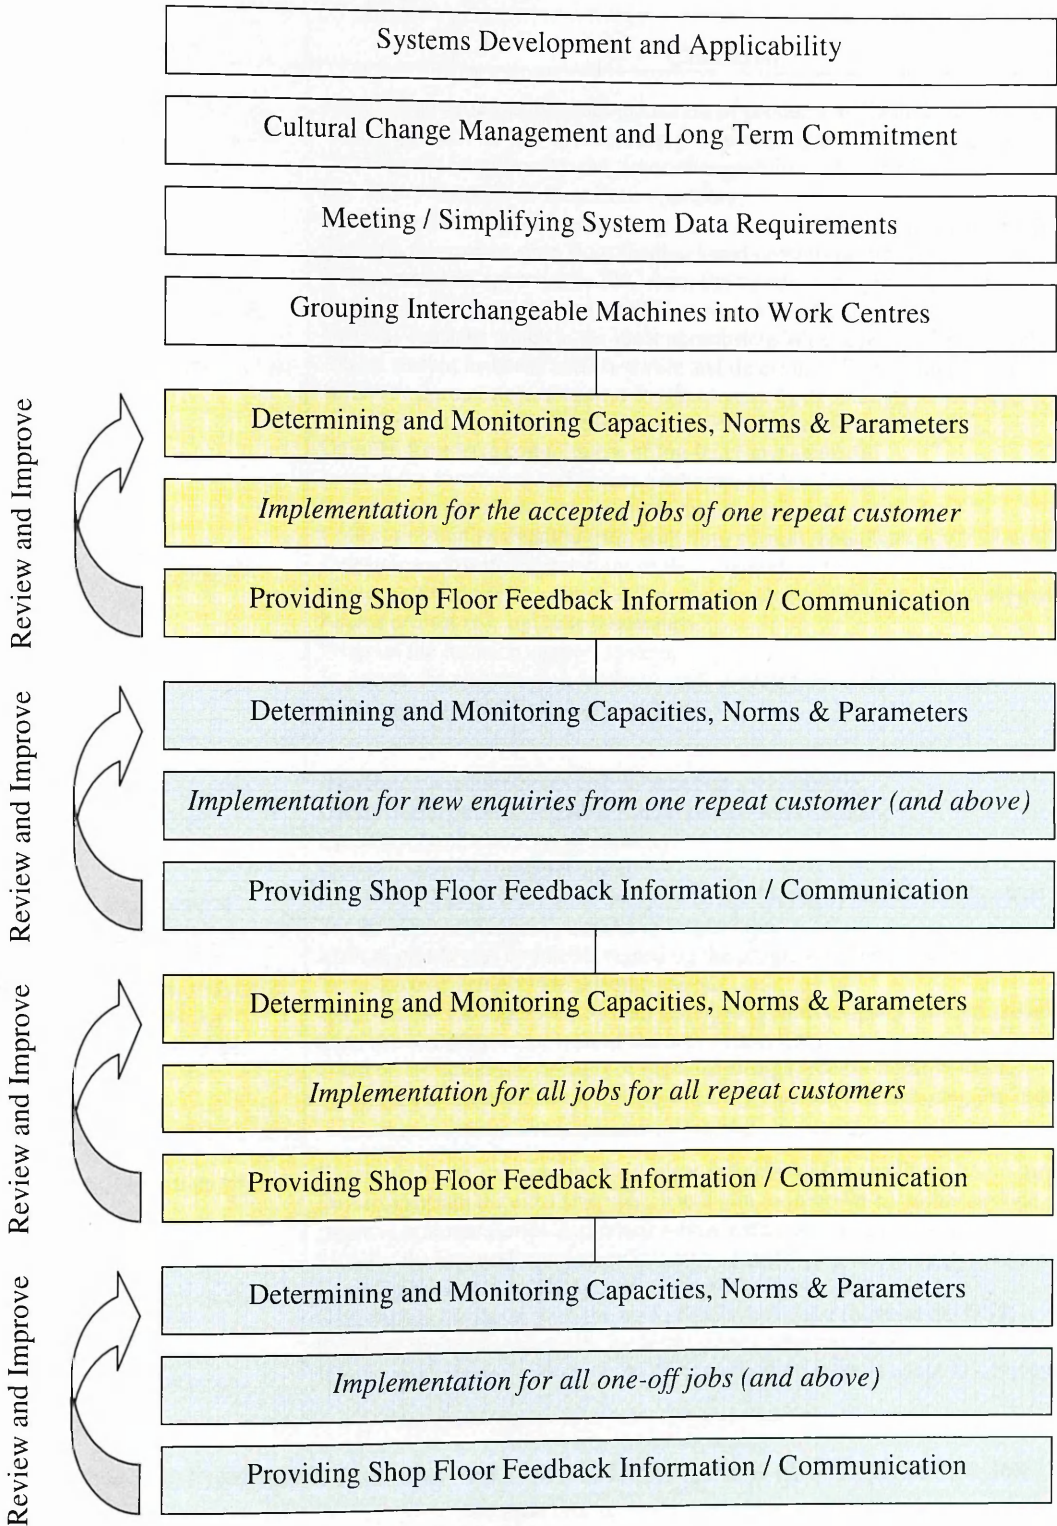 Systems Development and Applicability
Cultural Change Management and Long Term Commitment
Meeting / Simplifying System Data Requirements
Grouping Interchangeable Machines into Work Centres
Review and Improve
Determining and Monitoring Capacities, Norms & Parameters
Implementation for the accepted jobs of one repeat customer
Providing Shop Floor Feedback Information / Communication
Review and Improve
Determining and Monitoring Capacities, Norms & Parameters
Implementation for new enquiries from one repeat customer (and above)
Providing Shop Floor Feedback Information / Communication
Review and Improve
Determining and Monitoring Capacities, Norms & Parameters
Implementation for all jobs for all repeat customers
Providing Shop Floor Feedback Information / Communication
Review and Improve
Determining and Monitoring Capacities, Norms & Parameters
Implementation for all one-off jobs (and above)
Providing Shop Floor Feedback Information / Communication